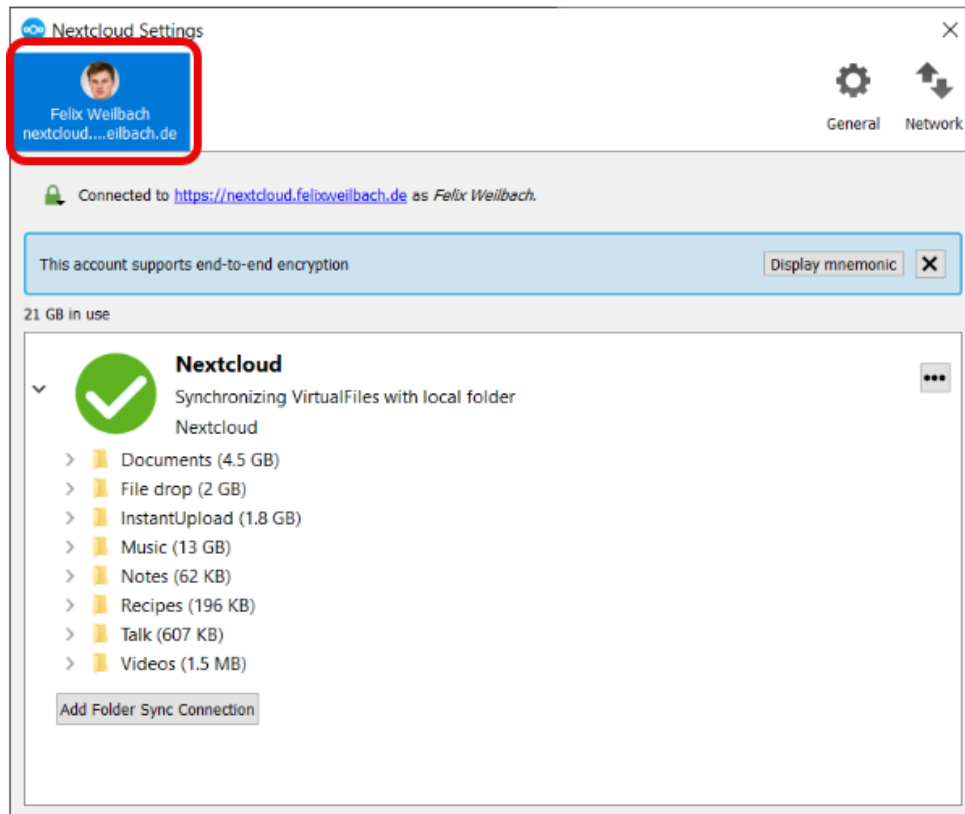 Nextcloud Settings
Felix Weilbach
nextcloud....eilbach.de
General
Network
Connected to https://nextcloud.felixweilbach.de as Felix Weilbach.
This account supports end-to-end encryption
Display mnemonic
21 GB in use
Nextcloud
Synchronizing VirtualFiles with local folder
Nextcloud
Documents (4.5 GB)
File drop (2 GB)
InstantUpload (1.8 GB)
Music (13 GB)
Notes (62 KB)
Recipes (196 KB)
Talk (607 KB)
Videos (1.5 MB)
Add Folder Sync Connection